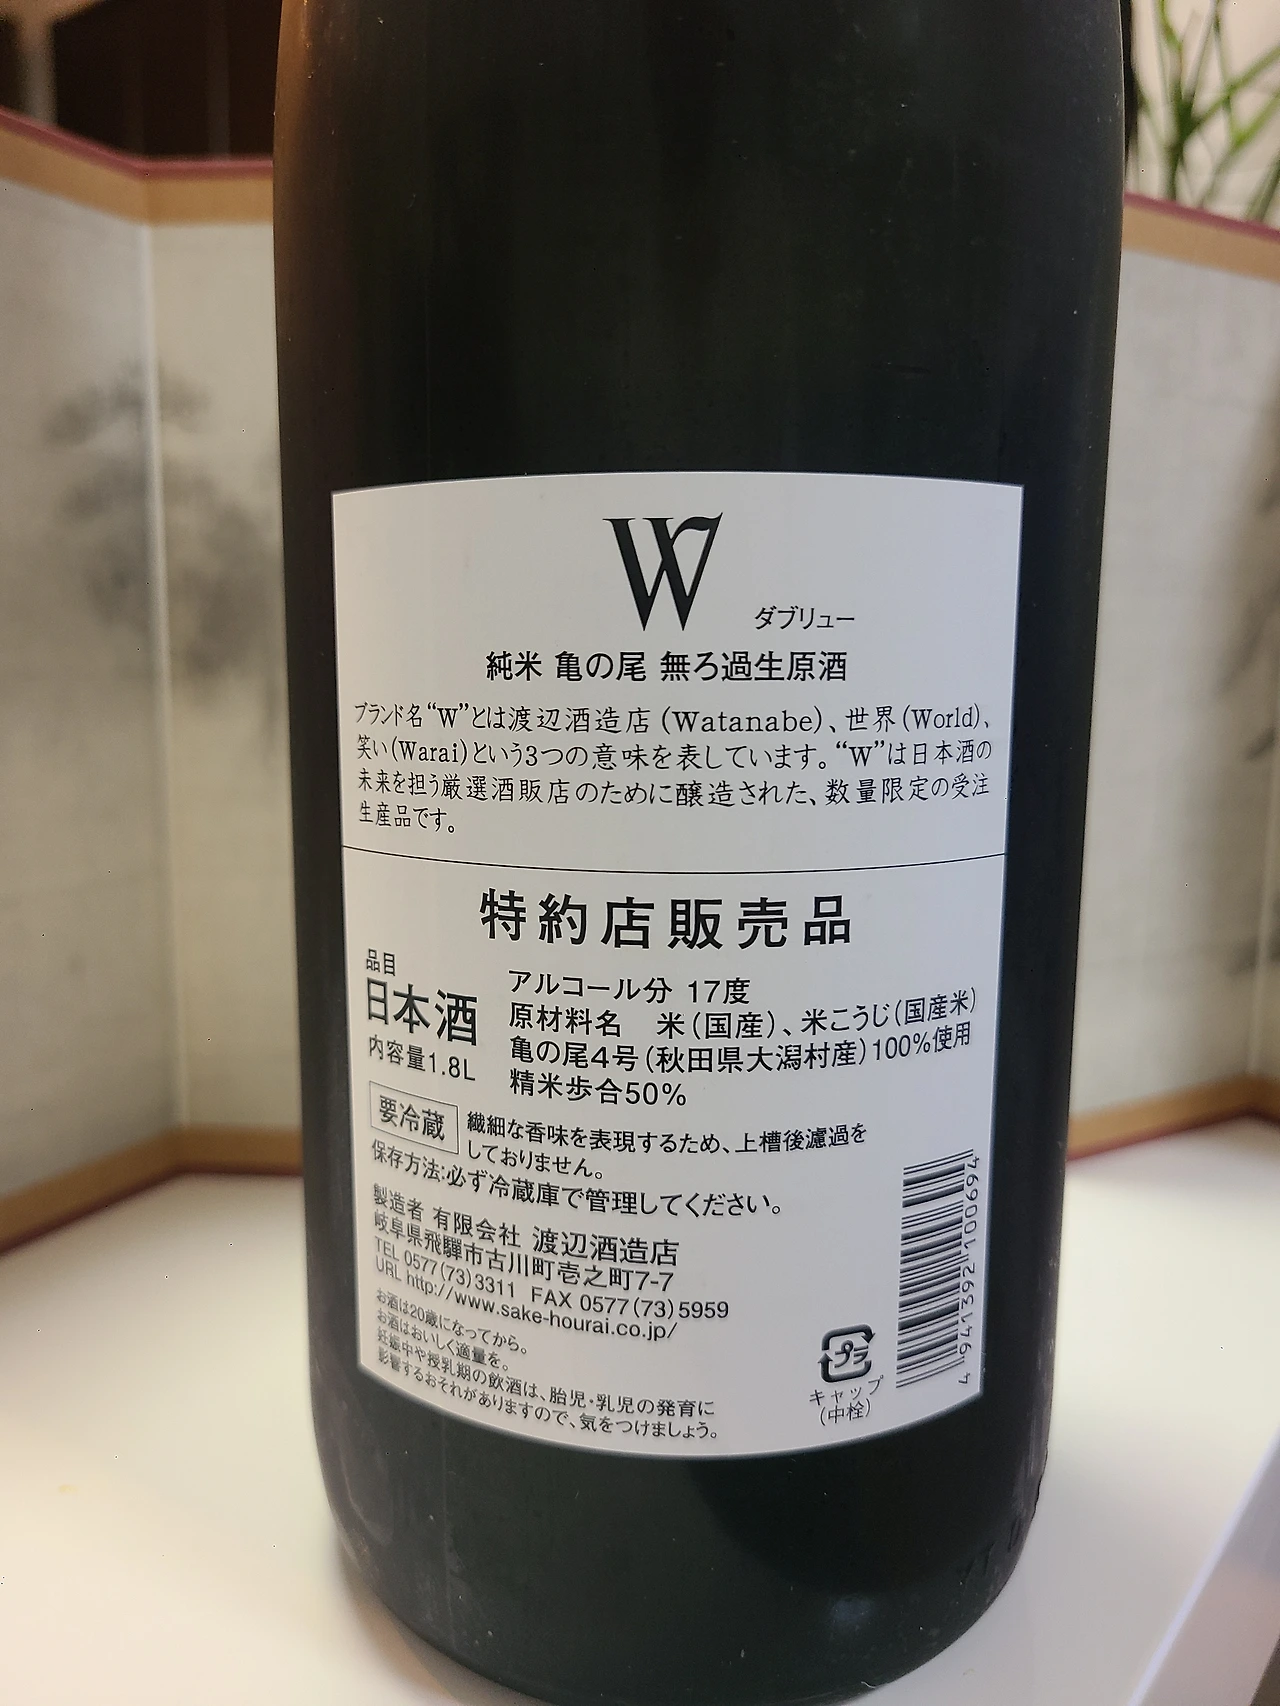 W
ダブリュー
純米 亀の尾 無ろ過生原酒
ブランド名“W”とは渡辺酒造店(Watanabe)、世界(World)、
笑い(Warai)という3つの意味を表しています。“W”は日本酒の
未来を担う厳選酒販店のために醸造された、数量限定の受注
生産品です。
特約店販売品
品目
日本酒
内容量1.8L
アルコール分 17度
原材料名 米(国産)、米こうじ(国産米)
亀の尾4号(秋田県大潟村産)100%使用
精米歩合50%
要冷蔵
繊細な香味を表現するため、上槽後濾過を
しておりません。
保存方法:必ず冷蔵庫で管理してください。
製造者 有限会社 渡辺酒造店
岐阜県飛騨市古川町壱之町7-7
TEL 0577(73)3311 FAX 0577(73)5959
URL http://www.sake-hourai.co.jp/
お酒は20歳になってから。
お酒はおいしく適量を。
妊娠中や授乳期の飲酒は、胎児・乳児の発育に
影響するおそれがありますので、気をつけましょう。
プラ
キャップ
(中栓)
4 941392 100694